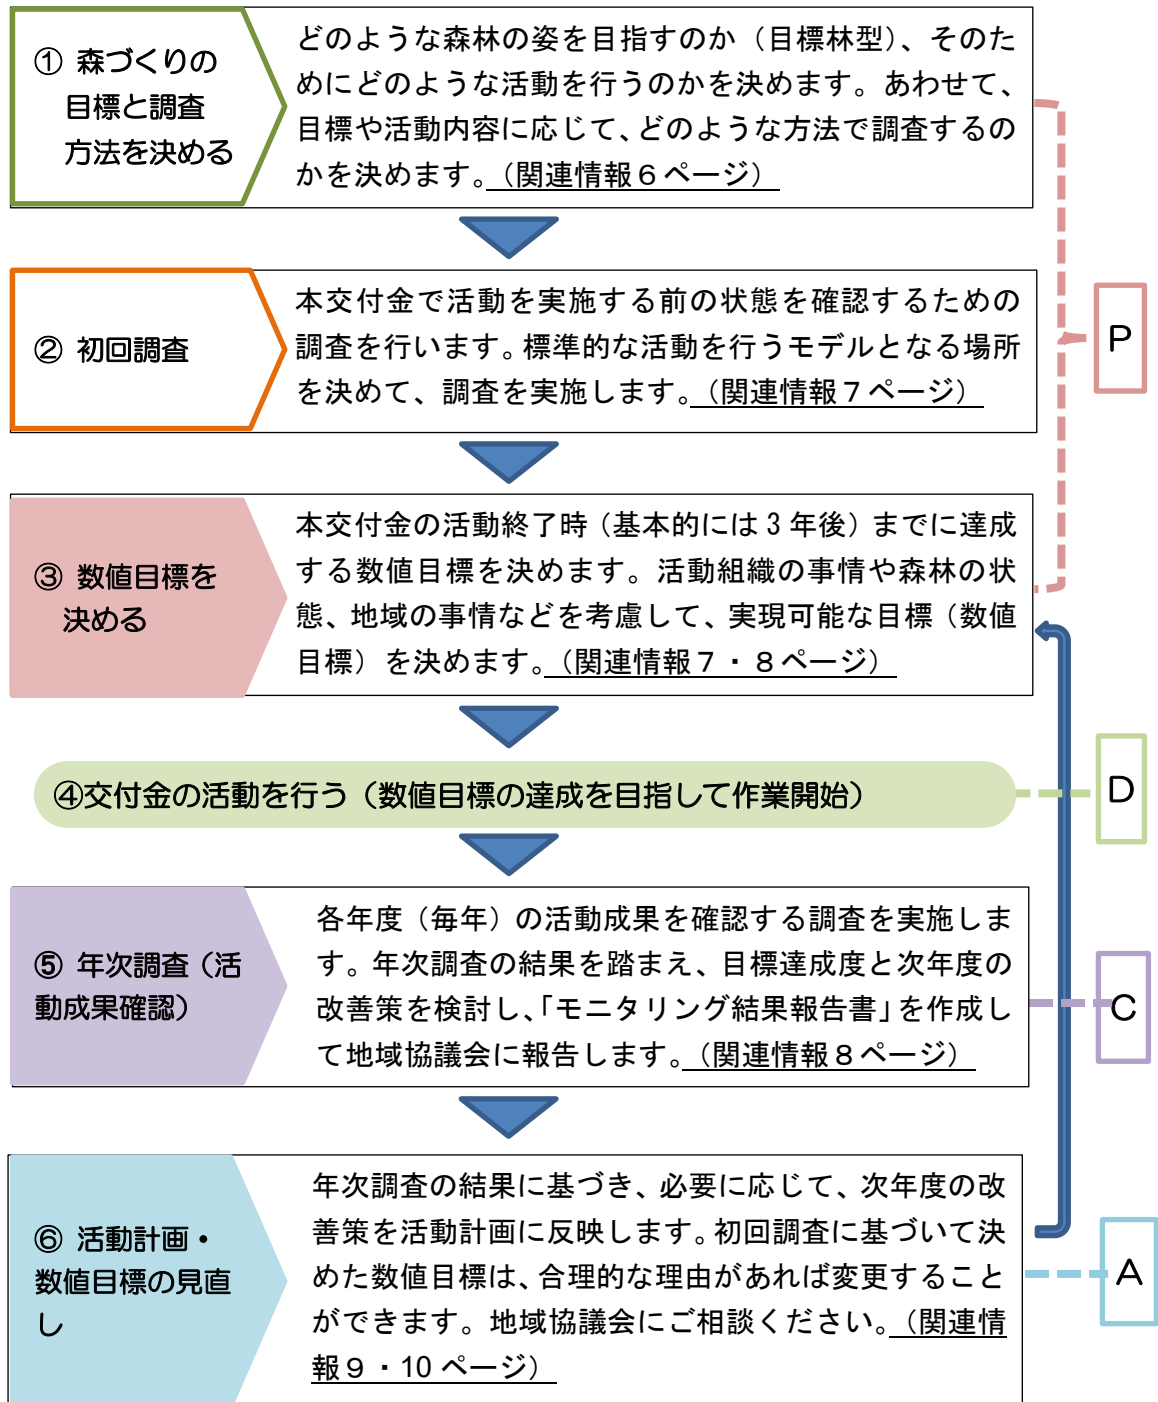 ① 森づくりの
目標と調査
方法を決める
どのような森林の姿を目指すのか（目標林型）、そのた
めにどのような活動を行うのかを決めます。あわせて、
目標や活動内容に応じて、どのような方法で調査するの
かを決めます。（関連情報６ページ）
② 初回調査
本交付金で活動を実施する前の状態を確認するための
調査を行います。標準的な活動を行うモデルとなる場所
を決めて、調査を実施します。（関連情報７ページ）
P
③ 数値目標を
決める
本交付金の活動終了時（基本的には 3 年後）までに達成
する数値目標を決めます。活動組織の事情や森林の状
態、地域の事情などを考慮して、実現可能な目標（数値
目標）を決めます。（関連情報７・８ページ）
④交付金の活動を行う（数値目標の達成を目指して作業開始）
D
⑤ 年次調査（活
動成果確認）
各年度（毎年）の活動成果を確認する調査を実施しま
す。年次調査の結果を踏まえ、目標達成度と次年度の
改善策を検討し、「モニタリング結果報告書」を作成し
て地域協議会に報告します。（関連情報８ページ）
C
⑥ 活動計画・
数値目標の見直
し
年次調査の結果に基づき、必要に応じて、次年度の改
善策を活動計画に反映します。初回調査に基づいて決
めた数値目標は、合理的な理由があれば変更すること
ができます。地域協議会にご相談ください。（関連情
報９・10 ページ）
A